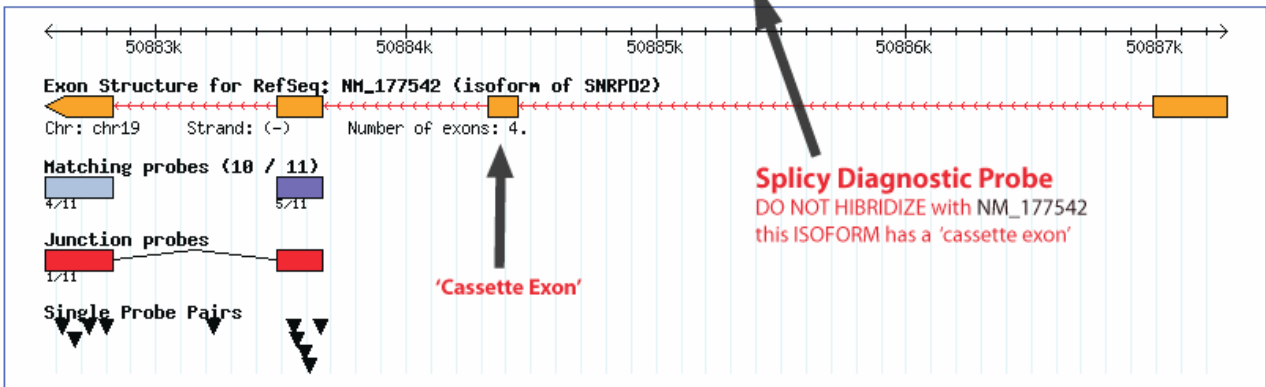 50883k 50884k 50885k 50886k 50887k
Exon Structure for RefSeq: NM_177542 (isoform of SNRPD2)
Chr: chr19 Strand: (-) Number of exons: 4.
Matching probes (10 / 11)
4/11 5/11
Junction probes
1/11
Single Probe Pairs
'Cassette Exon'
Splicy Diagnostic Probe
DO NOT HIBRIDIZE with NM_177542
this ISOFORM has a 'cassette exon'